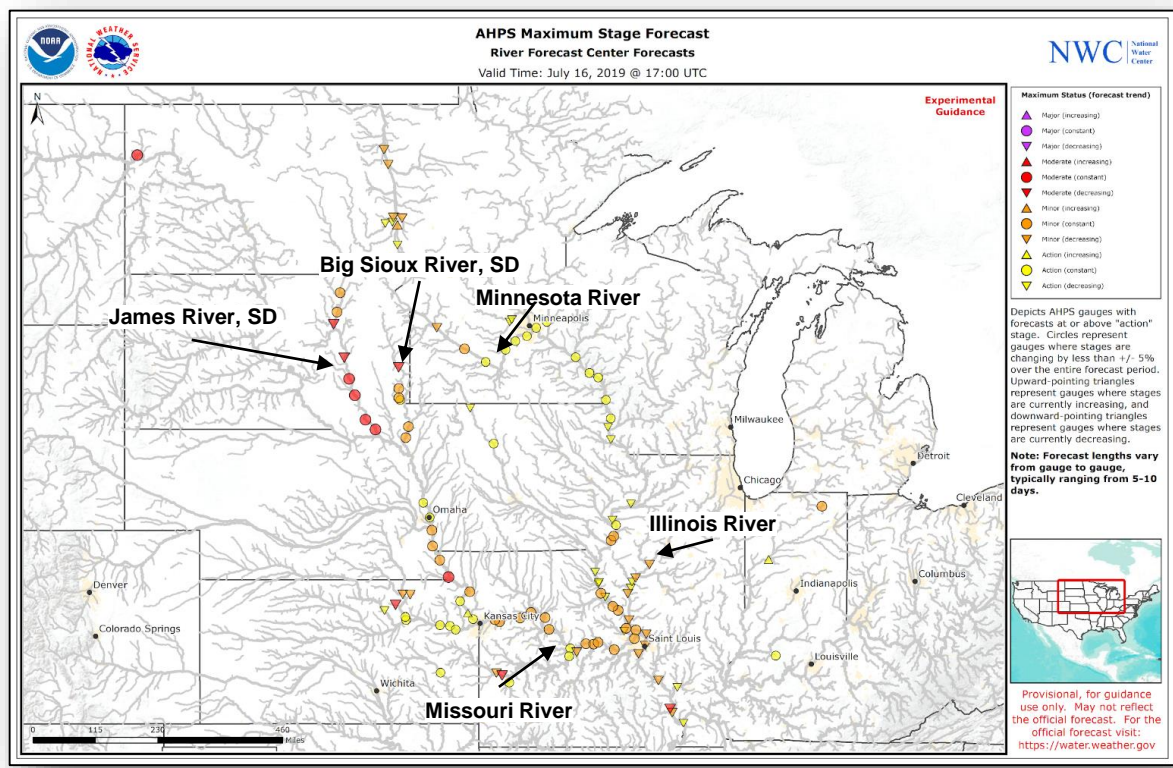 NOAA
NATIONAL WEATHER SERVICE
AHPS Maximum Stage Forecast
River Forecast Center Forecasts
Valid Time: July 16, 2019 @ 17:00 UTC
NWC
National
Water
Center
N
Experimental
Guidance
Big Sioux River, SD
Minnesota River
James River, SD
Minneapolis
Milwaukee
Detroit
Chicago
Cleveland
Omaha
Illinois River
Denver
Indianapolis
Columbus
Colorado Springs
Kansas City
Saint Louis
Louisville
Wichita
Missouri River
0 115 230 460
Miles
Maximum Status (forecast trend)
Major (increasing)
Major (constant)
Major (decreasing)
Moderate (increasing)
Moderate (constant)
Moderate (decreasing)
Minor (increasing)
Minor (constant)
Minor (decreasing)
Action (increasing)
Action (constant)
Action (decreasing)
Depicts AHPS gauges with
forecasts at or above "action"
stage. Circles represent
gauges where stages are
changing by less than +/- 5%
over the entire forecast period.
Upward-pointing triangles
represent gauges where stages
are currently increasing, and
downward-pointing triangles
represent gauges where stages
are currently decreasing.
Note: Forecast lengths vary
from gauge to gauge,
typically ranging from 5-10
days.
Provisional, for guidance
use only. May not reflect
the official forecast. For the
official forecast visit:
https://water.weather.gov